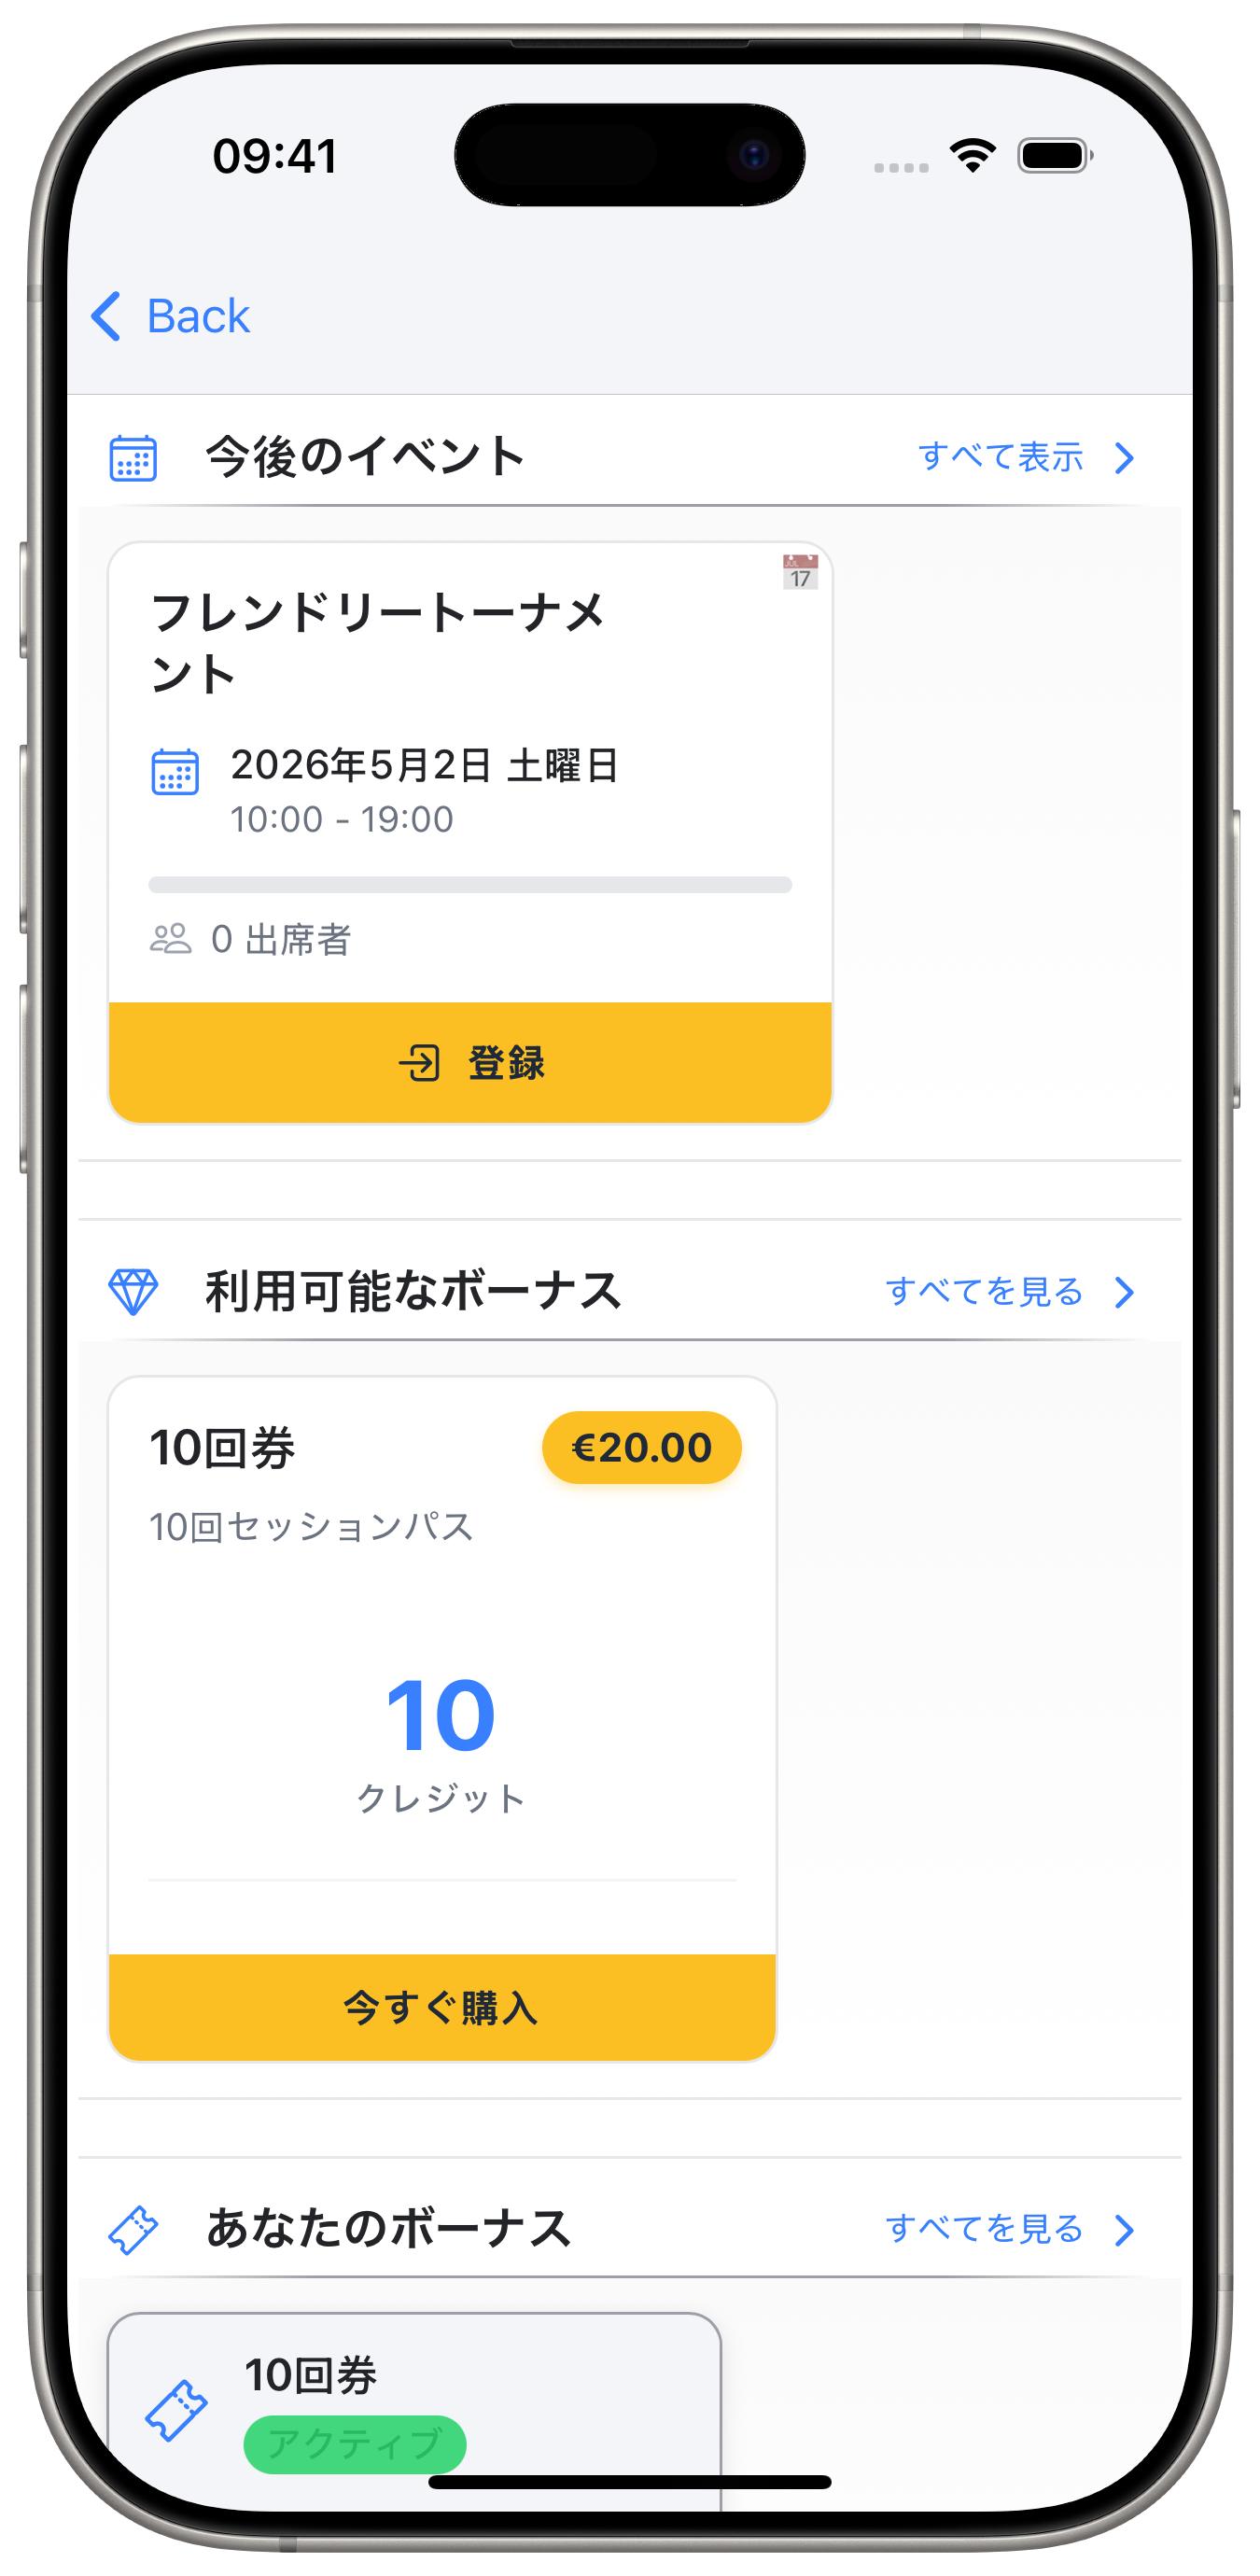 09:41
Back
今後のイベント すべて表示
JUL
17
フレンドリートーナメ
ント
2026年5月2日 土曜日
10:00 - 19:00
0 出席者
登録
利用可能なボーナス すべてを見る
10回券 €20.00
10回セッションパス
10
クレジット
今すぐ購入
あなたのボーナス すべてを見る
10回券
アクティブ